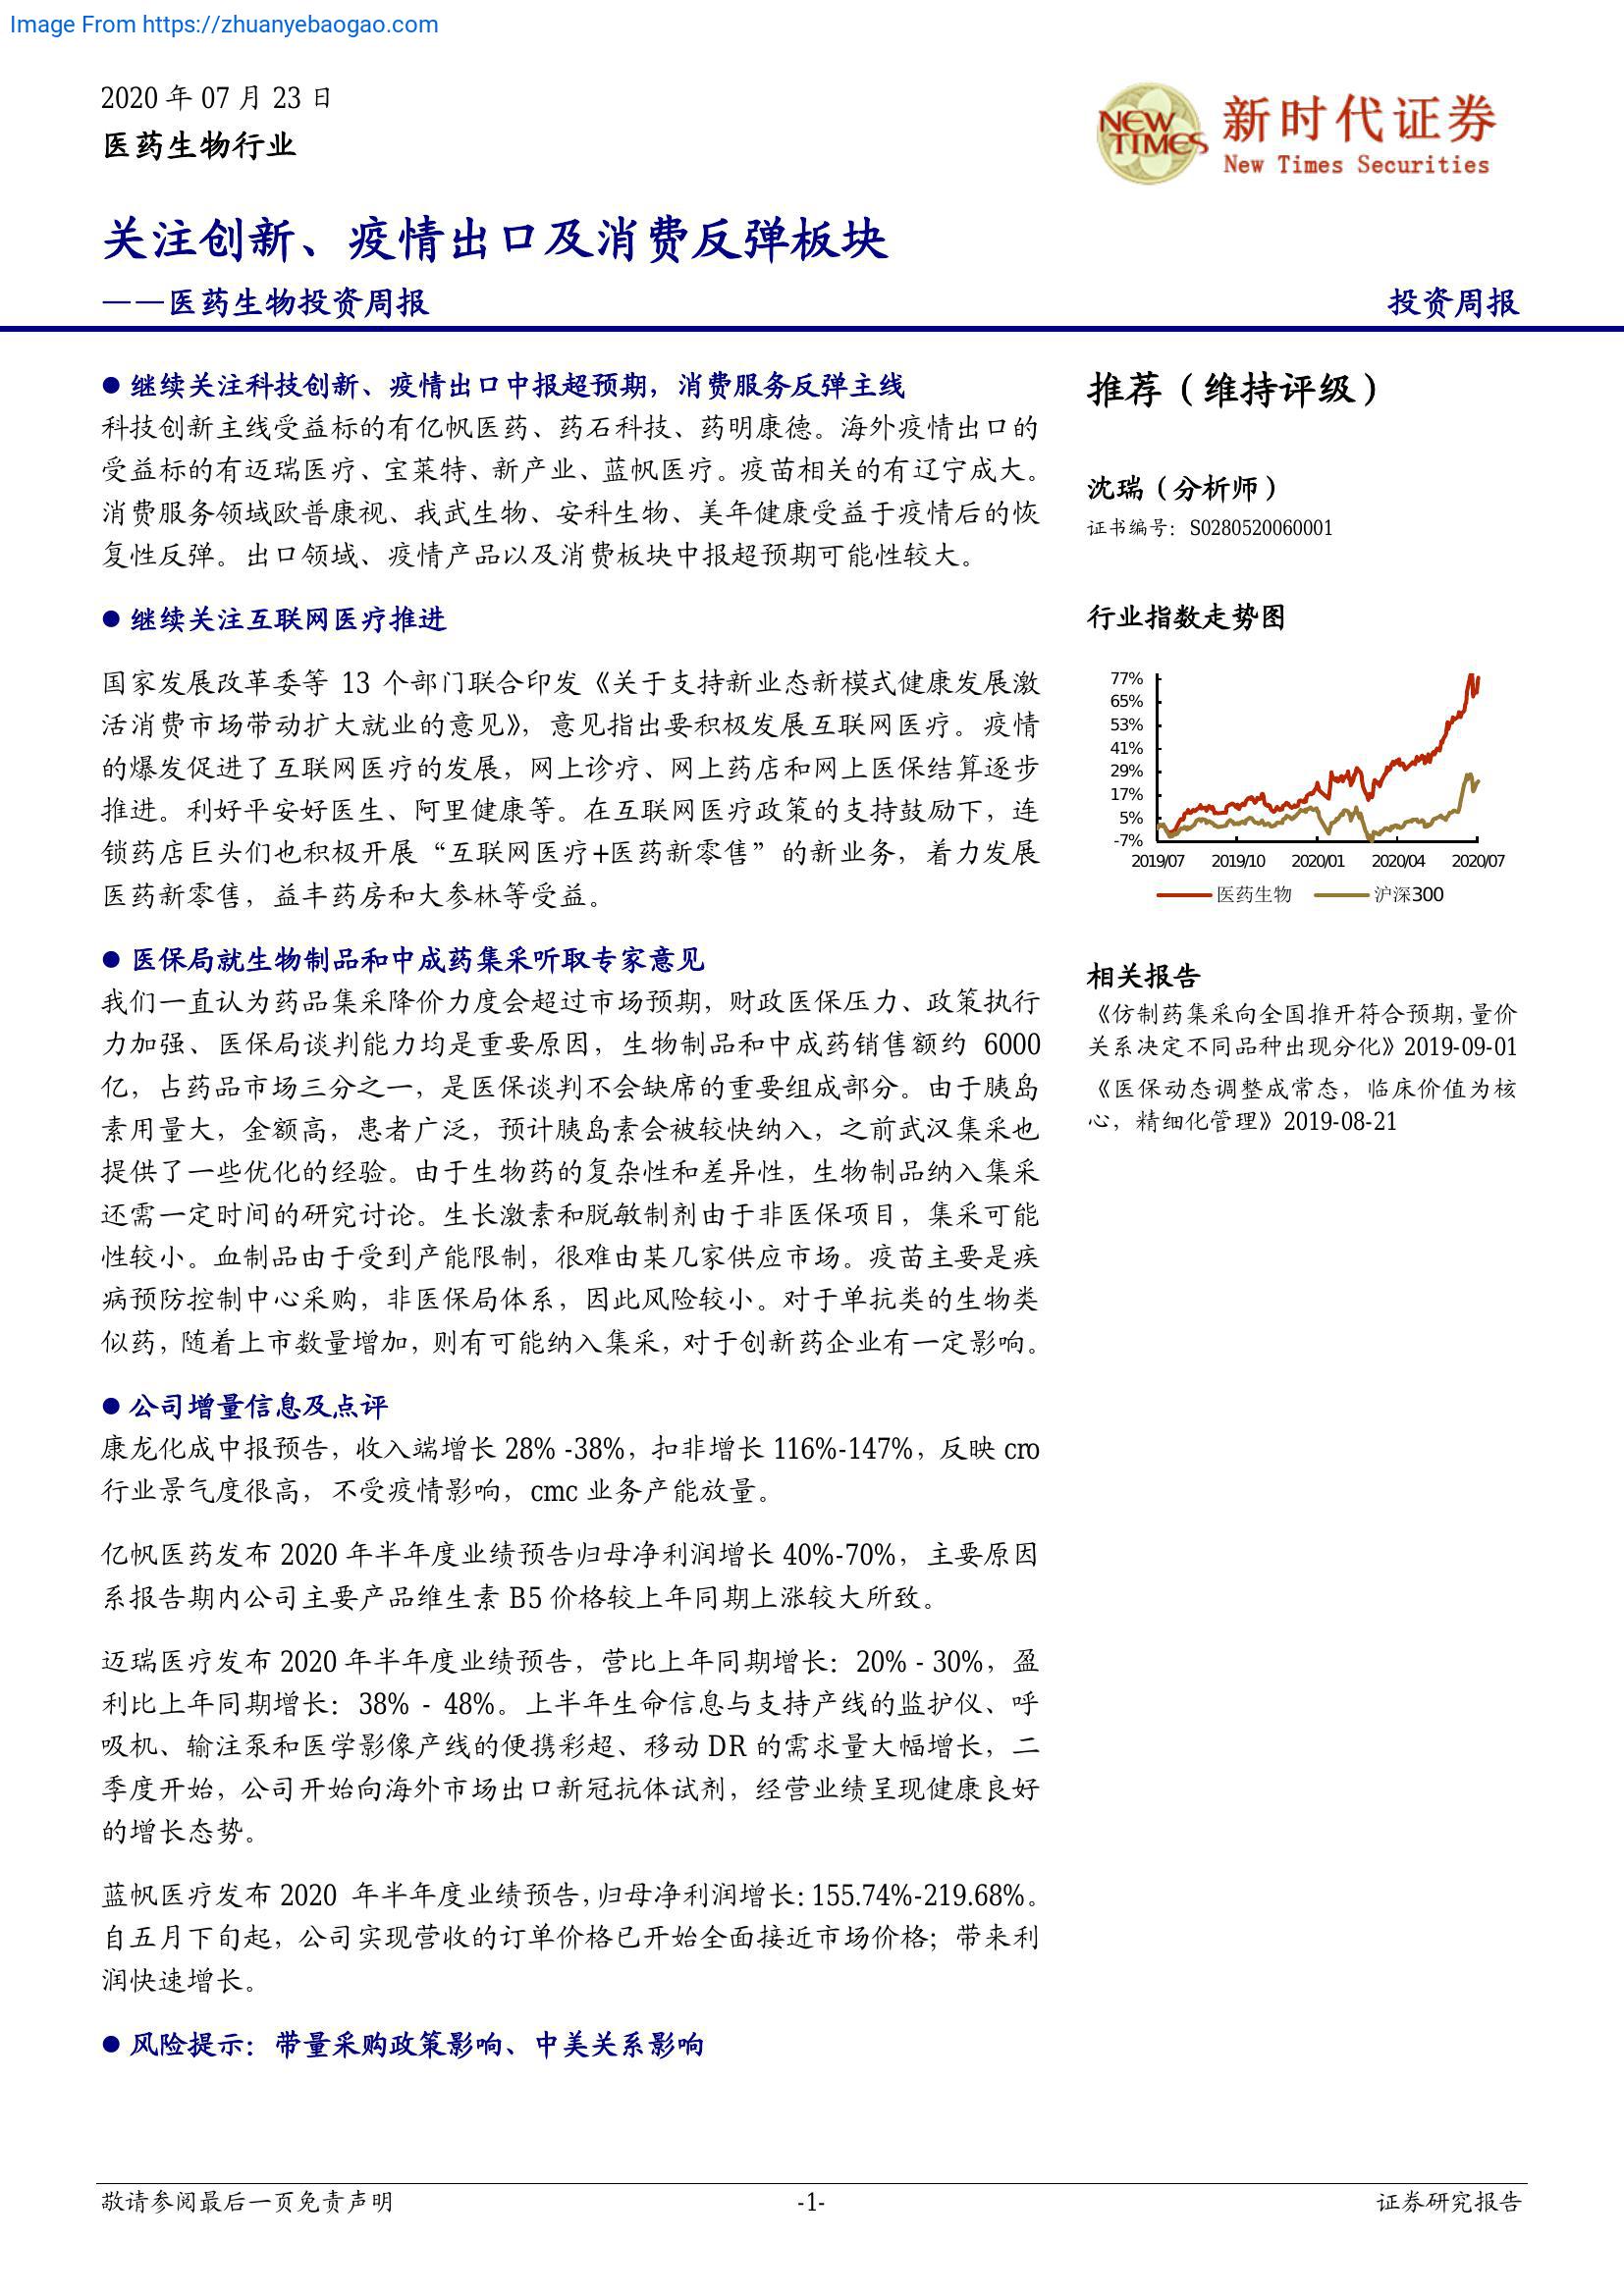 Image From https://zhuanyebaogao.com
2020 年 07 月 23 日
医药生物行业
NEW TIMES
新时代证券
New Times Securities
关注创新、疫情出口及消费反弹板块
——医药生物投资周报
投资周报
● 继续关注科技创新、疫情出口中报超预期，消费服务反弹主线
科技创新主线受益标的有亿帆医药、药石科技、药明康德。海外疫情出口的
受益标的有迈瑞医疗、宝莱特、新产业、蓝帆医疗。疫苗相关的有辽宁成大。
消费服务领域欧普康视、我武生物、安科生物、美年健康受益于疫情后的恢
复性反弹。出口领域、疫情产品以及消费板块中报超预期可能性较大。
● 继续关注互联网医疗推进
国家发展改革委等 13 个部门联合印发《关于支持新业态新模式健康发展激
活消费市场带动扩大就业的意见》，意见指出要积极发展互联网医疗。疫情
的爆发促进了互联网医疗的发展，网上诊疗、网上药店和网上医保结算逐步
推进。利好平安好医生、阿里健康等。在互联网医疗政策的支持鼓励下，连
锁药店巨头们也积极开展“互联网医疗+医药新零售”的新业务，着力发展
医药新零售，益丰药房和大参林等受益。
● 医保局就生物制品和中成药集采听取专家意见
我们一直认为药品集采降价力度会超过市场预期，财政医保压力、政策执行
力加强、医保局谈判能力均是重要原因，生物制品和中成药销售额约 6000
亿，占药品市场三分之一，是医保谈判不会缺席的重要组成部分。由于胰岛
素用量大，金额高，患者广泛，预计胰岛素会被较快纳入，之前武汉集采也
提供了一些优化的经验。由于生物药的复杂性和差异性，生物制品纳入集采
还需一定时间的研究讨论。生长激素和脱敏制剂由于非医保项目，集采可能
性较小。血制品由于受到产能限制，很难由某几家供应市场。疫苗主要是疾
病预防控制中心采购，非医保局体系，因此风险较小。对于单抗类的生物类
似药，随着上市数量增加，则有可能纳入集采，对于创新药企业有一定影响。
● 公司增量信息及点评
康龙化成中报预告，收入端增长 28% -38%，扣非增长 116%-147%，反映 cro
行业景气度很高，不受疫情影响，cmc 业务产能放量。
亿帆医药发布 2020 年半年度业绩预告归母净利润增长 40%-70%，主要原因
系报告期内公司主要产品维生素 B5 价格较上年同期上涨较大所致。
迈瑞医疗发布 2020 年半年度业绩预告，营比上年同期增长：20% - 30%，盈
利比上年同期增长：38% - 48%。上半年生命信息与支持产线的监护仪、呼
吸机、输注泵和医学影像产线的便携彩超、移动 DR 的需求量大幅增长，二
季度开始，公司开始向海外市场出口新冠抗体试剂，经营业绩呈现健康良好
的增长态势。
蓝帆医疗发布 2020 年半年度业绩预告，归母净利润增长：155.74%-219.68%。
自五月下旬起，公司实现营收的订单价格已开始全面接近市场价格；带来利
润快速增长。
● 风险提示：带量采购政策影响、中美关系影响
推荐（维持评级）
沈瑞（分析师）
证书编号：S0280520060001
行业指数走势图
77%
65%
53%
41%
29%
17%
5%
-7%
2019/07 2019/10 2020/01 2020/04 2020/07
医药生物 沪深300
相关报告
《仿制药集采向全国推开符合预期，量价
关系决定不同品种出现分化》2019-09-01
《医保动态调整成常态，临床价值为核
心，精细化管理》2019-08-21
敬请参阅最后一页免责声明
-1-
证券研究报告